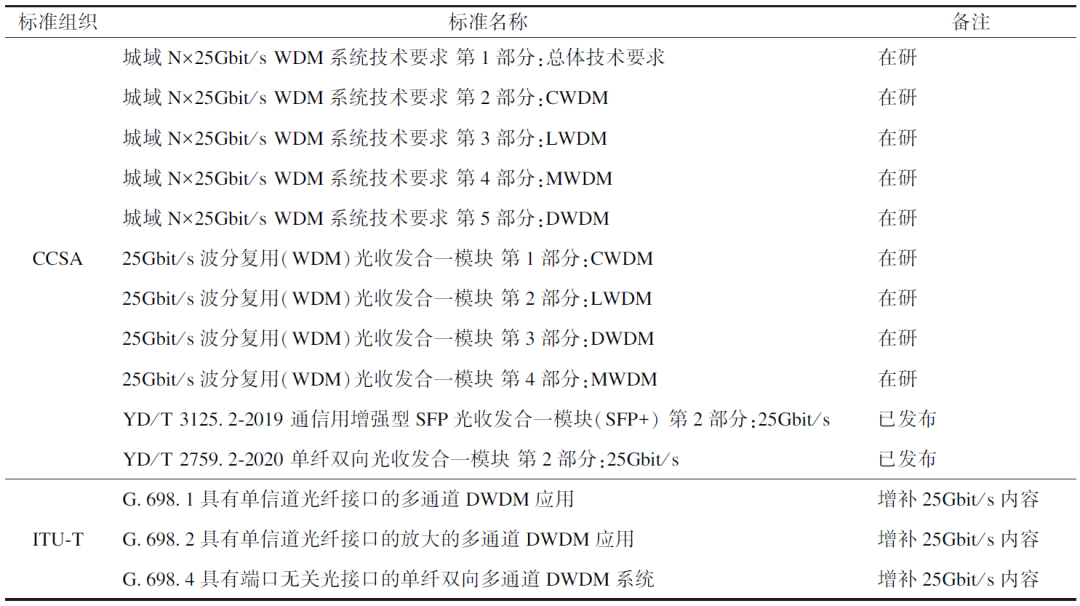 标准组织 标准名称 备注
城域 N×25Gbit/s WDM 系统技术要求 第 1 部分:总体技术要求 在研
城域 N×25Gbit/s WDM 系统技术要求 第 2 部分:CWDM 在研
城域 N×25Gbit/s WDM 系统技术要求 第 3 部分:LWDM 在研
城域 N×25Gbit/s WDM 系统技术要求 第 4 部分:MWDM 在研
城域 N×25Gbit/s WDM 系统技术要求 第 5 部分:DWDM 在研
CCSA 25Gbit/s 波分复用(WDM)光收发合一模块 第 1 部分:CWDM 在研
25Gbit/s 波分复用(WDM)光收发合一模块 第 2 部分:LWDM 在研
25Gbit/s 波分复用(WDM)光收发合一模块 第 3 部分:DWDM 在研
25Gbit/s 波分复用(WDM)光收发合一模块 第 4 部分:MWDM 在研
YD/T 3125. 2-2019 通信用增强型 SFP 光收发合一模块(SFP+) 第 2 部分:25Gbit/s 已发布
YD/T 2759. 2-2020 单纤双向光收发合一模块 第 2 部分:25Gbit/s 已发布
G. 698. 1 具有单信道光纤接口的多通道 DWDM 应用 增补 25Gbit/s 内容
ITU-T G. 698. 2 具有单信道光纤接口的放大的多通道 DWDM 应用 增补 25Gbit/s 内容
G. 698. 4 具有端口无关光接口的单纤双向多通道 DWDM 系统 增补 25Gbit/s 内容